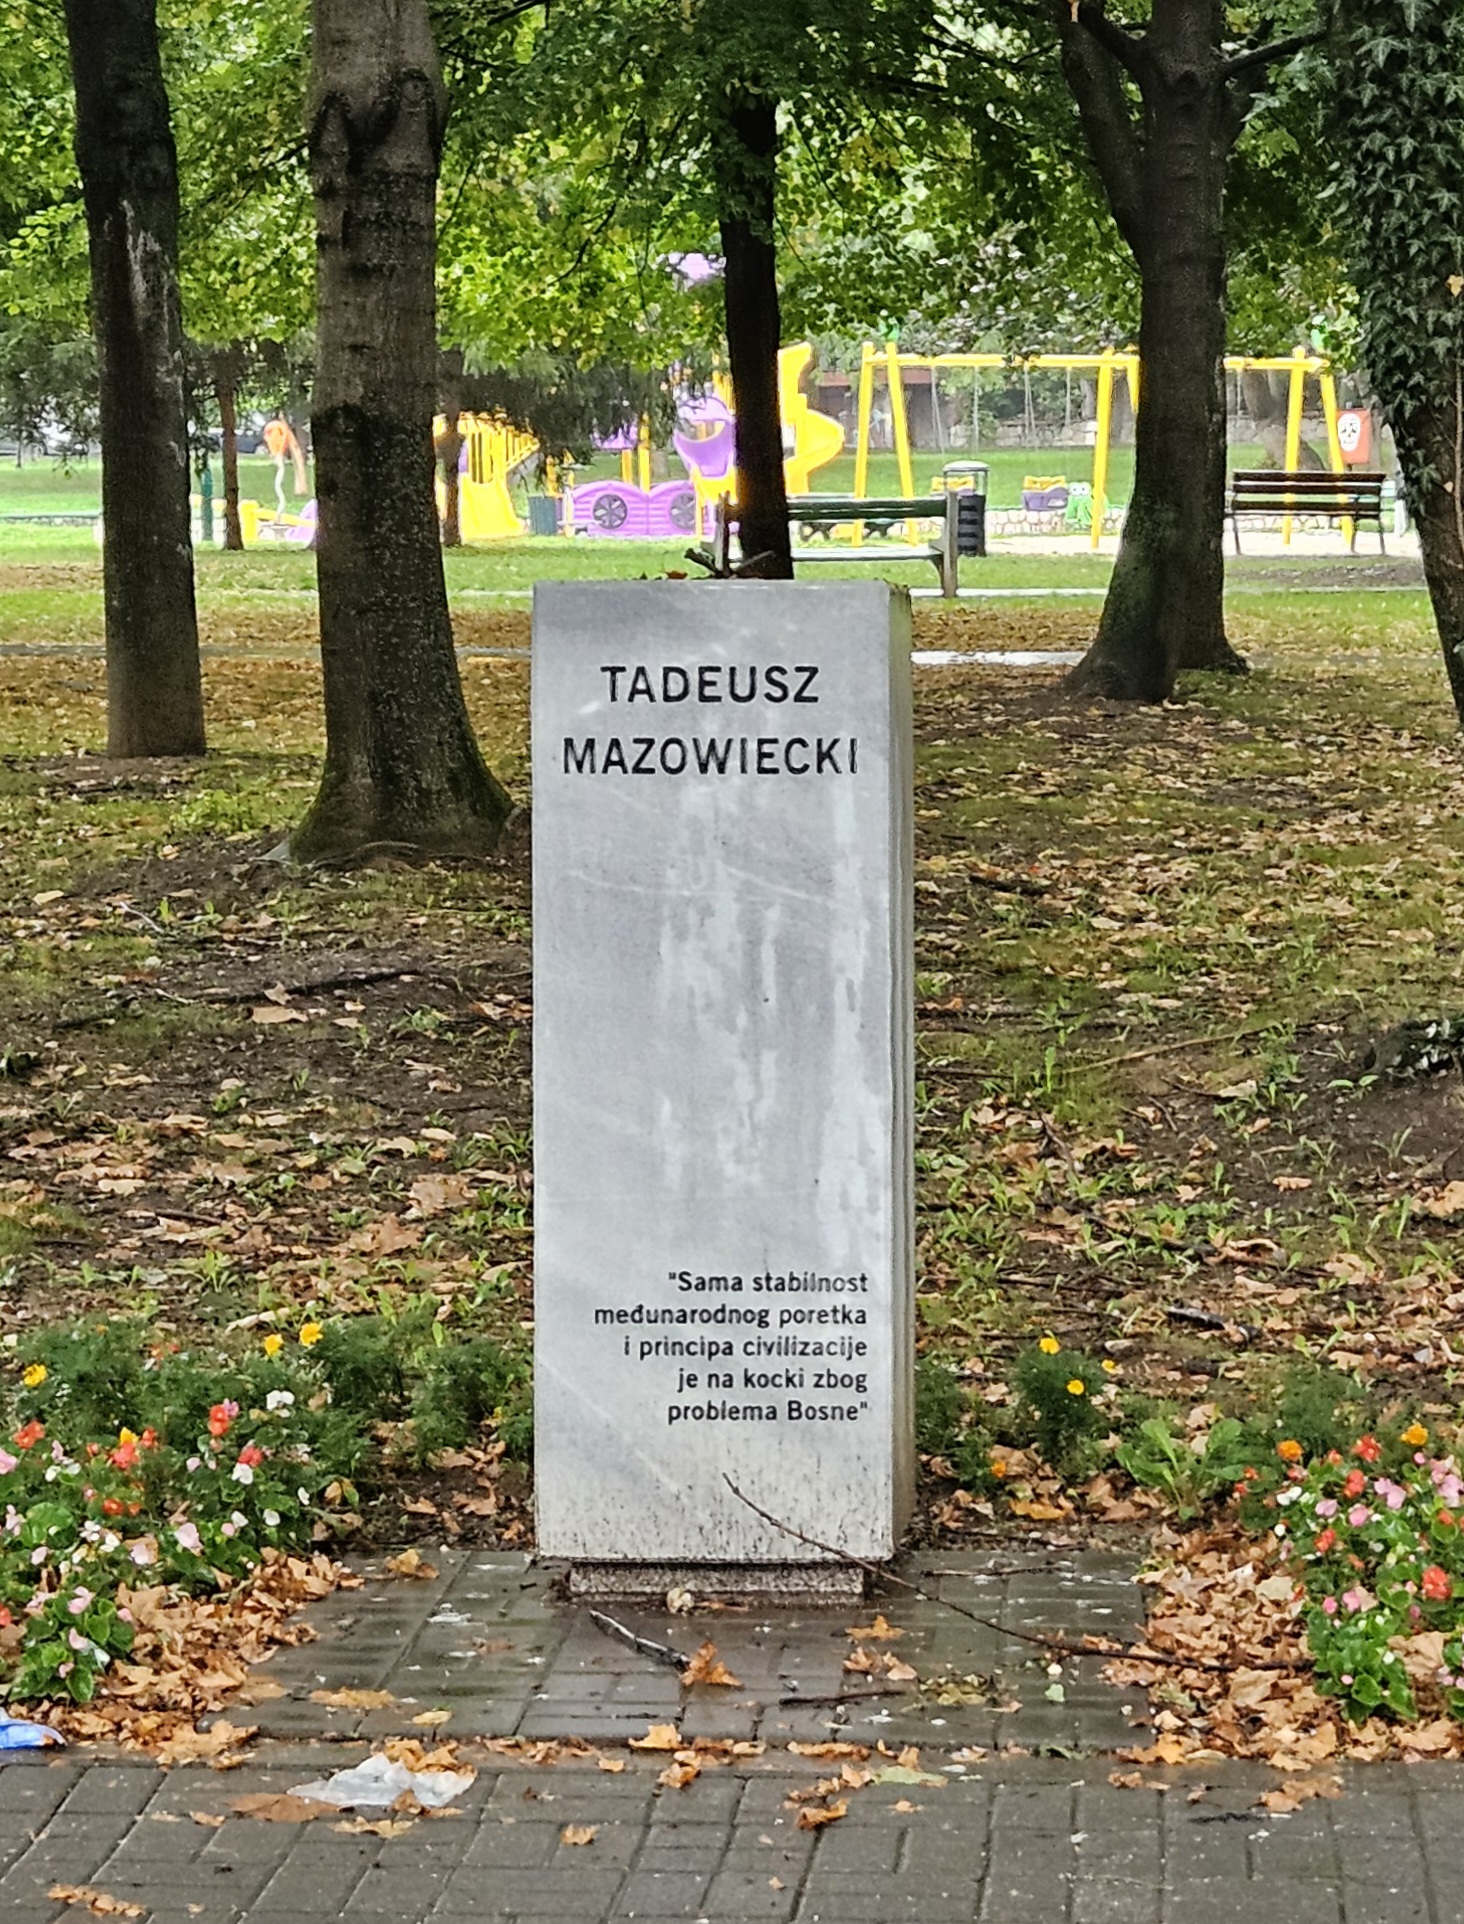 TADEUSZ
MAZOWIECKI
"Sama stabilnost
međunarodnog poretka
i principa civilizacije
je na kocki zbog
problema Bosne"